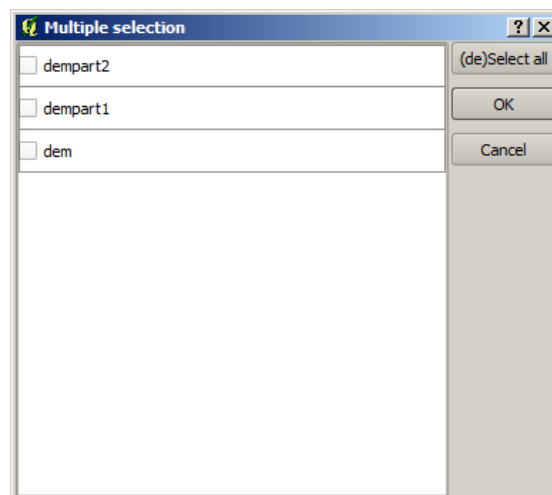 Multiple selection
dempart2
dempart1
dem
(de)Select all
OK
Cancel